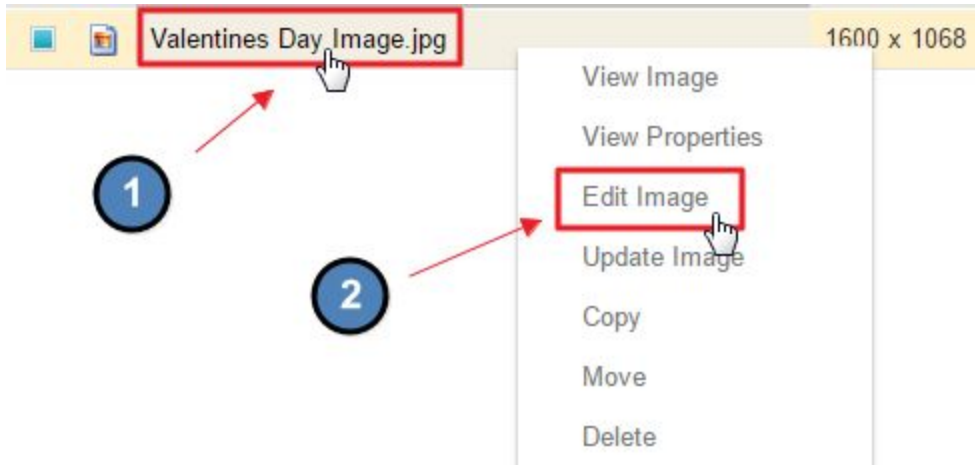 Valentines Day Image.jpg 1600 x 1068
View Image
View Properties
1
Edit Image
Update Image
2
Copy
Move
Delete